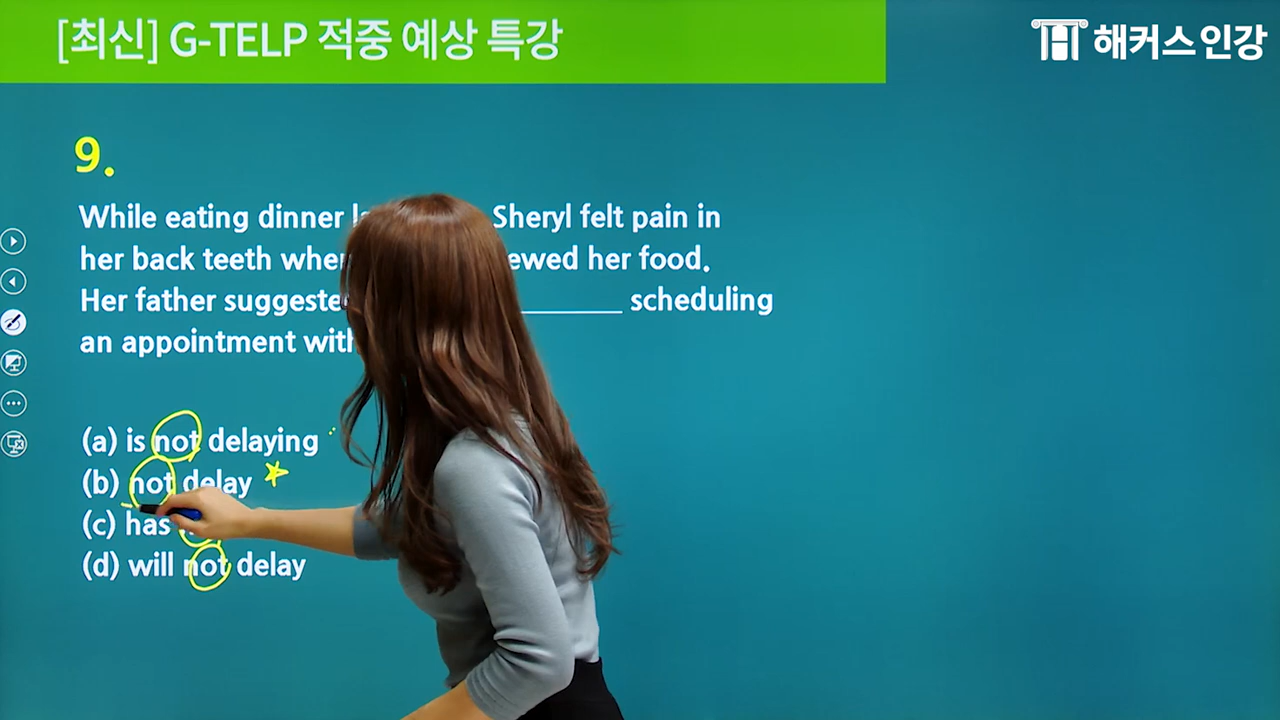 [최신] G-TELP 적중 예상 특강
해커스 인강
9.
While eating dinner Sheryl felt pain in
her back teeth her food.
Her father scheduling
an appointment
(a) is not delaying
(b) not delay
(c) has
(d) will not delay